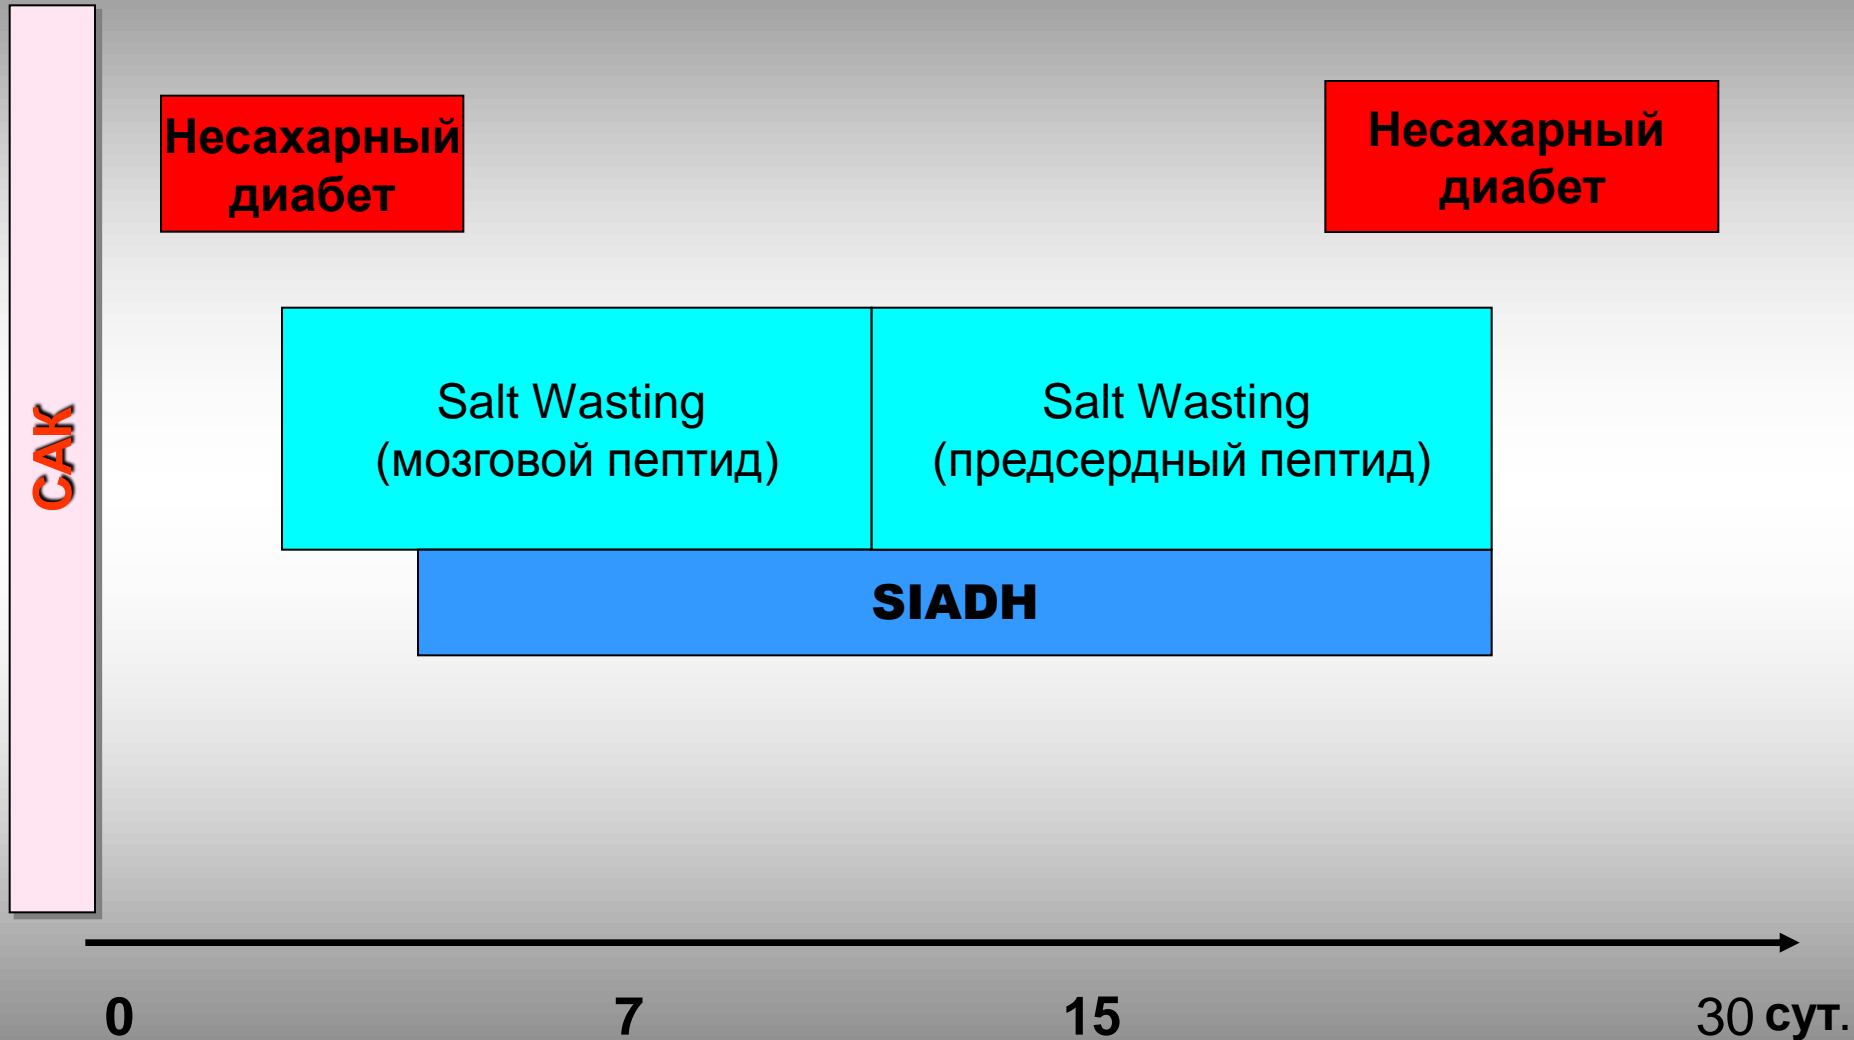 САК
Несахарный
диабет
Несахарный
диабет
Salt Wasting
(мозговой пептид)
Salt Wasting
(предсердный пептид)
SIADH
0
7
15
30 сут.